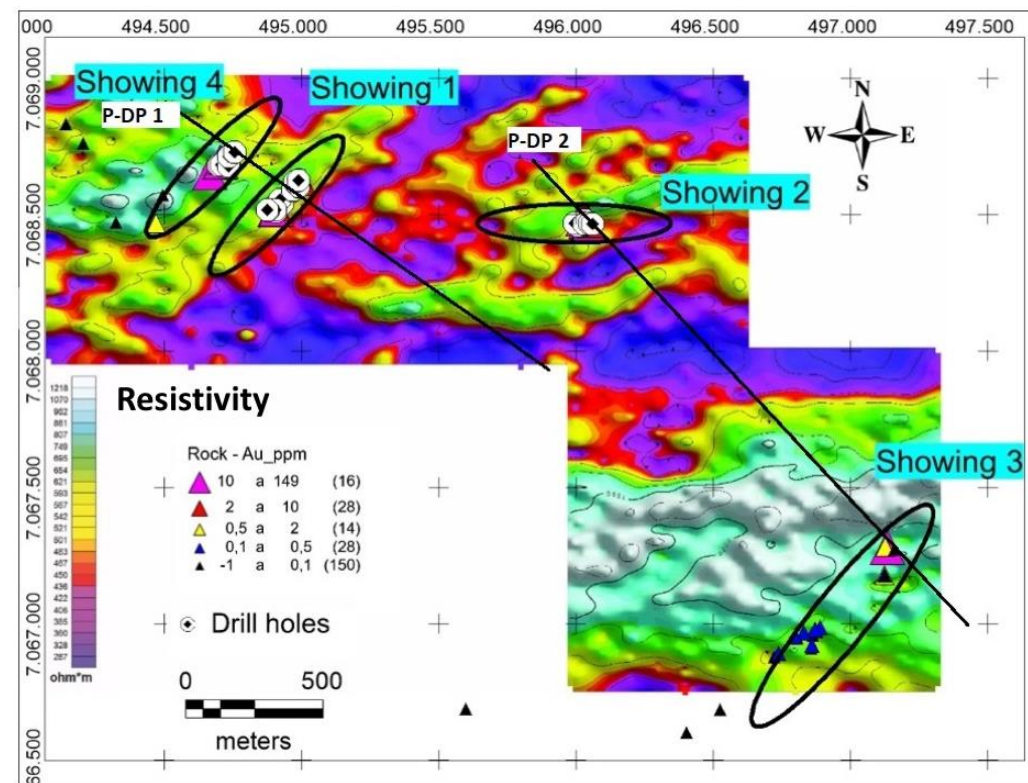 000 494.500 495.000 495.500 496.000 496.500 497.000 497.500
7.069.000
7.068.500
7.068.000
7.067.500
7.067.000
66.500
Showing 4
Showing 1
P-DP 1
P-DP 2
Showing 2
Showing 3
N
W E
S
Resistivity
1218
1070
962
881
807
749
695
654
621
593
567
542
521
501
483
467
450
436
422
406
385
360
328
287
ohm*m
Rock - Au_ppm
10 a 149 (16)
2 a 10 (28)
0,5 a 2 (14)
0,1 a 0,5 (28)
-1 a 0,1 (150)
Drill holes
0 500
meters